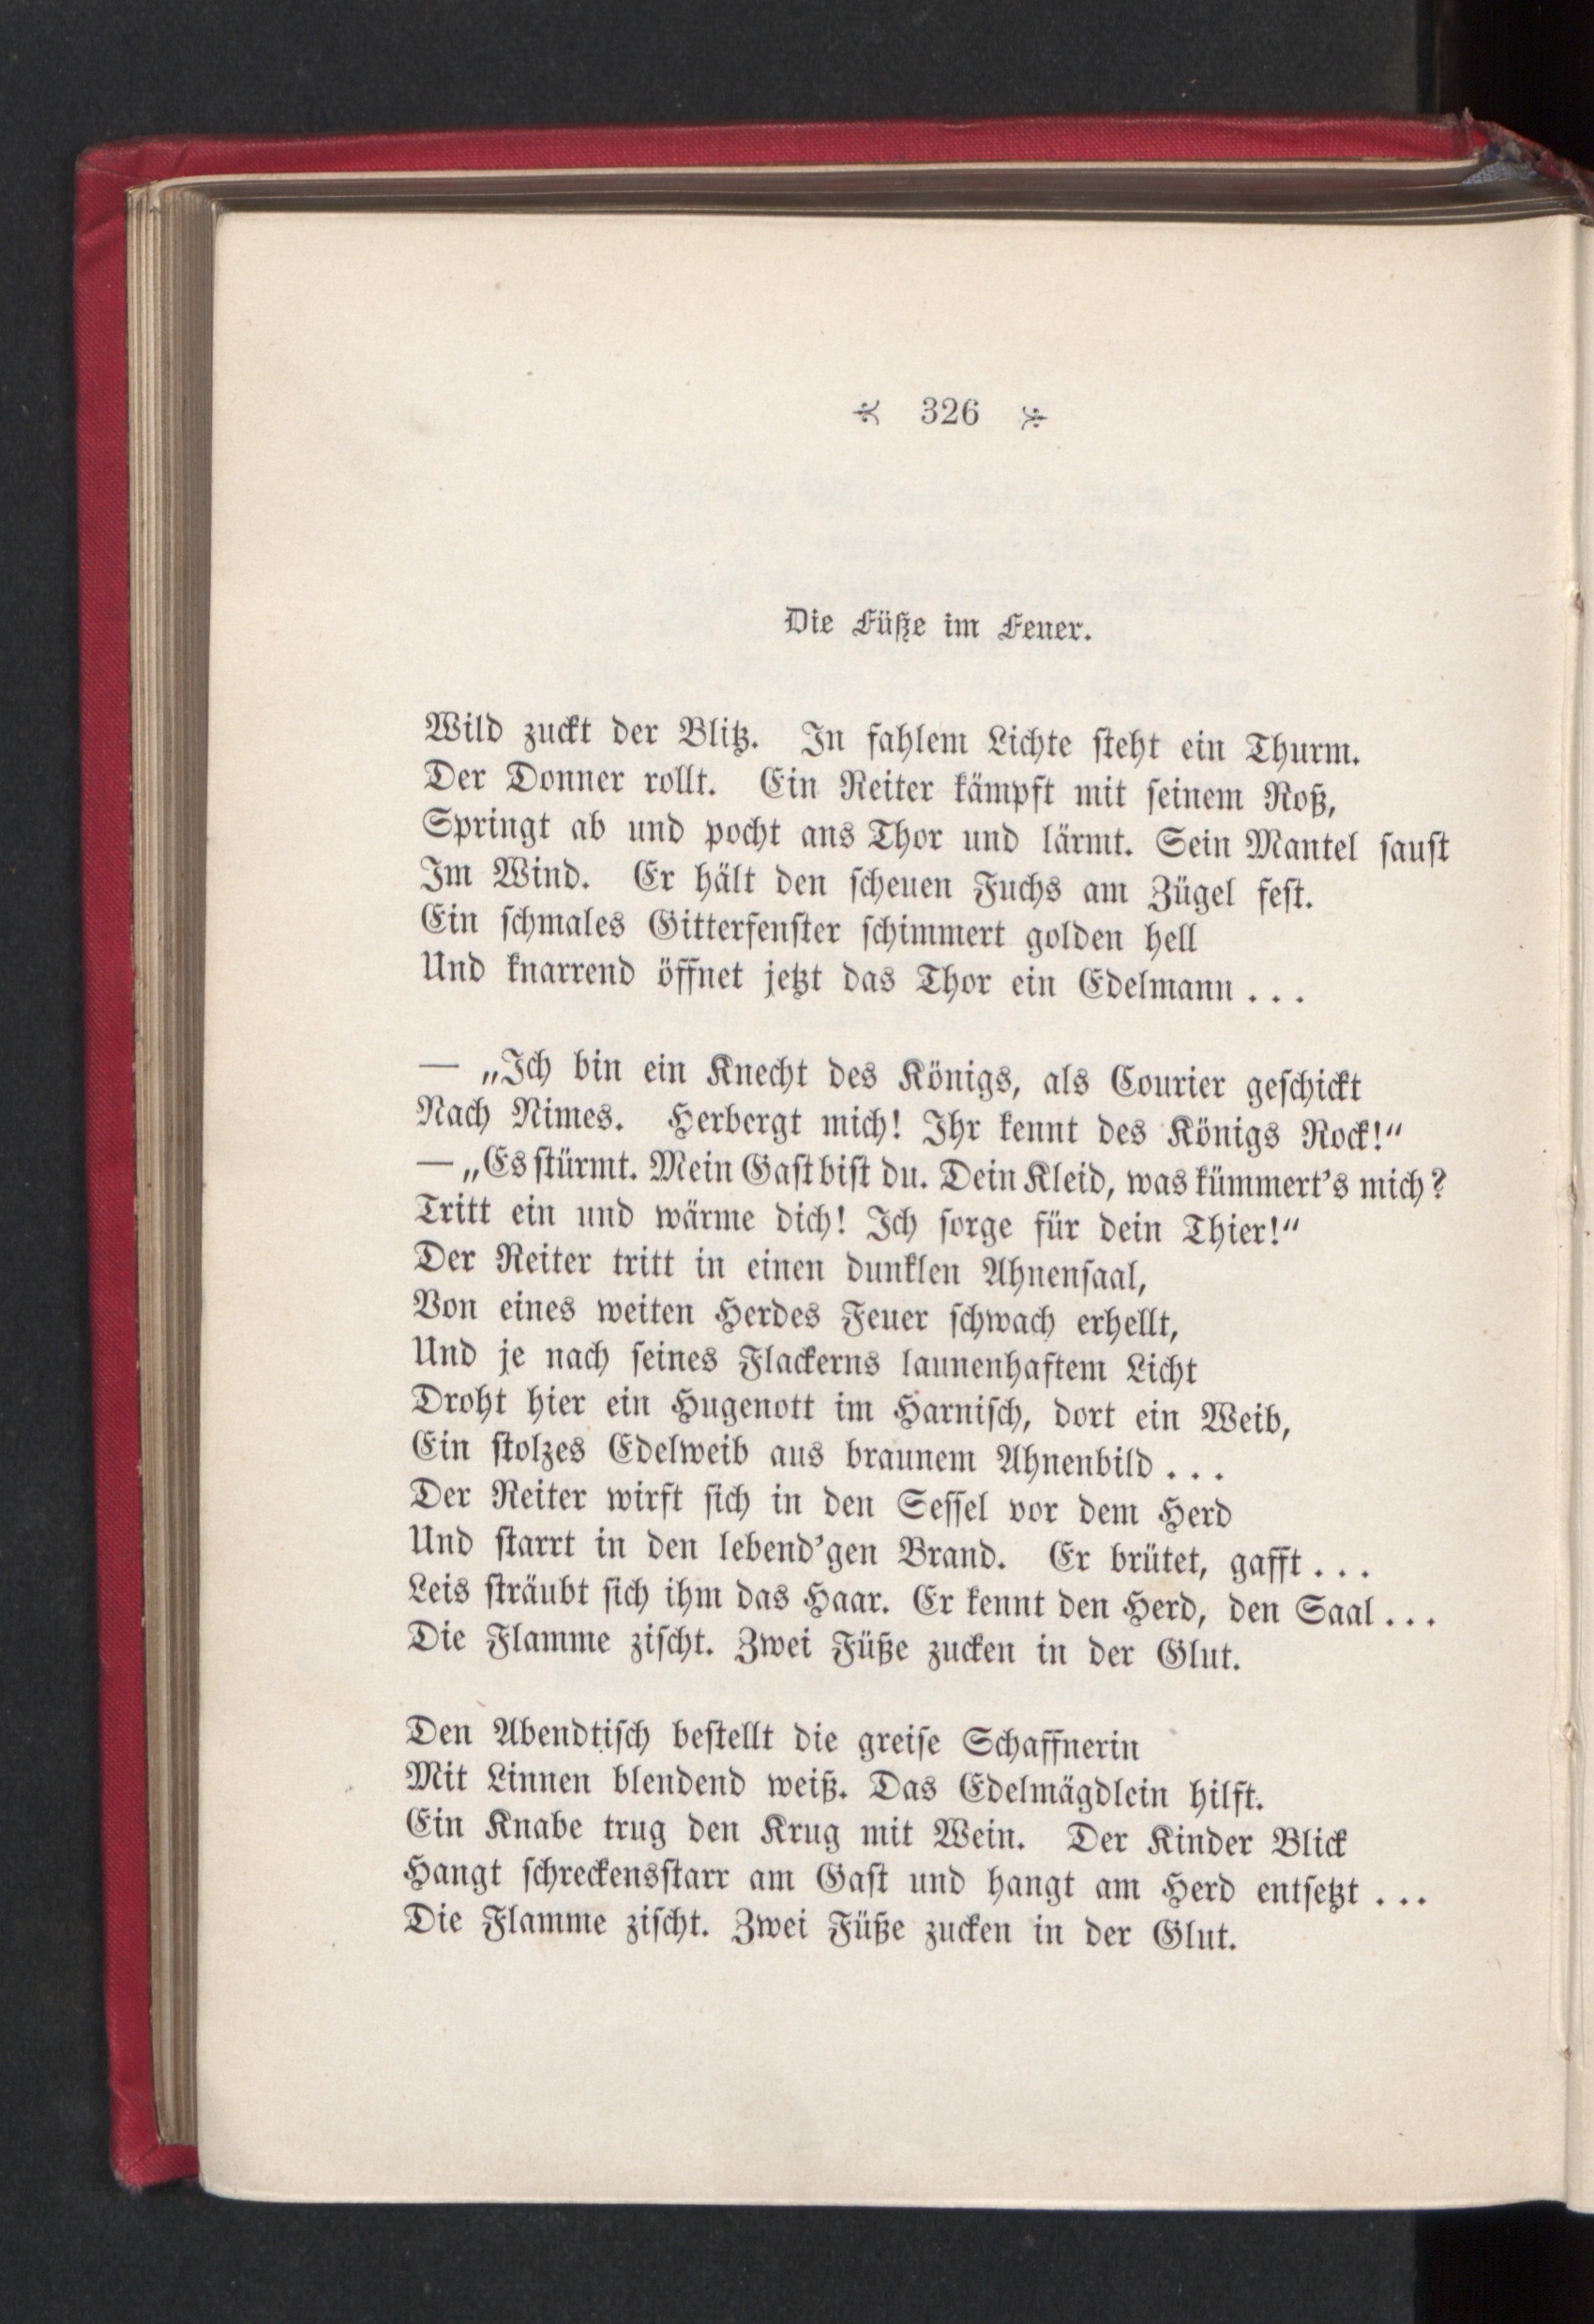 326
Die Füße im Feuer.
Wild zuckt der Blitz. In fahlem Lichte steht ein Thurm.
Der Donner rollt. Ein Reiter kämpft mit seinem Roß,
Springt ab und pocht ans Thor und lärmt. Sein Mantel saust
Im Wind. Er hält den scheuen Fuchs am Zügel fest.
Ein schmales Gitterfenster schimmert golden hell
Und knarrend öffnet jetzt das Thor ein Edelmann . . .
— „Ich bin ein Knecht des Königs, als Courier geschickt
Nach Nimes. Herbergt mich! Ihr kennt des Königs Rock!“
— „Es stürmt. Mein Gast bist du. Dein Kleid, was kümmert's mich?
Tritt ein und wärme dich! Ich sorge für dein Thier!“
Der Reiter tritt in einen dunklen Ahnensaal,
Von eines weiten Herdes Feuer schwach erhellt,
Und je nach seines Flackerns launenhaftem Licht
Droht hier ein Hugenott im Harnisch, dort ein Weib,
Ein stolzes Edelweib aus braunem Ahnenbild . . .
Der Reiter wirft sich in den Sessel vor dem Herd
Und starrt in den lebend'gen Brand. Er brütet, gafft . . .
Leis sträubt sich ihm das Haar. Er kennt den Herd, den Saal . . .
Die Flamme zischt. Zwei Füße zucken in der Glut.
Den Abendtisch bestellt die greise Schaffnerin
Mit Linnen blendend weiß. Das Edelmägdlein hilft.
Ein Knabe trug den Krug mit Wein. Der Kinder Blick
Hangt schreckensstarr am Gast und hangt am Herd entsetzt . . .
Die Flamme zischt. Zwei Füße zucken in der Glut.